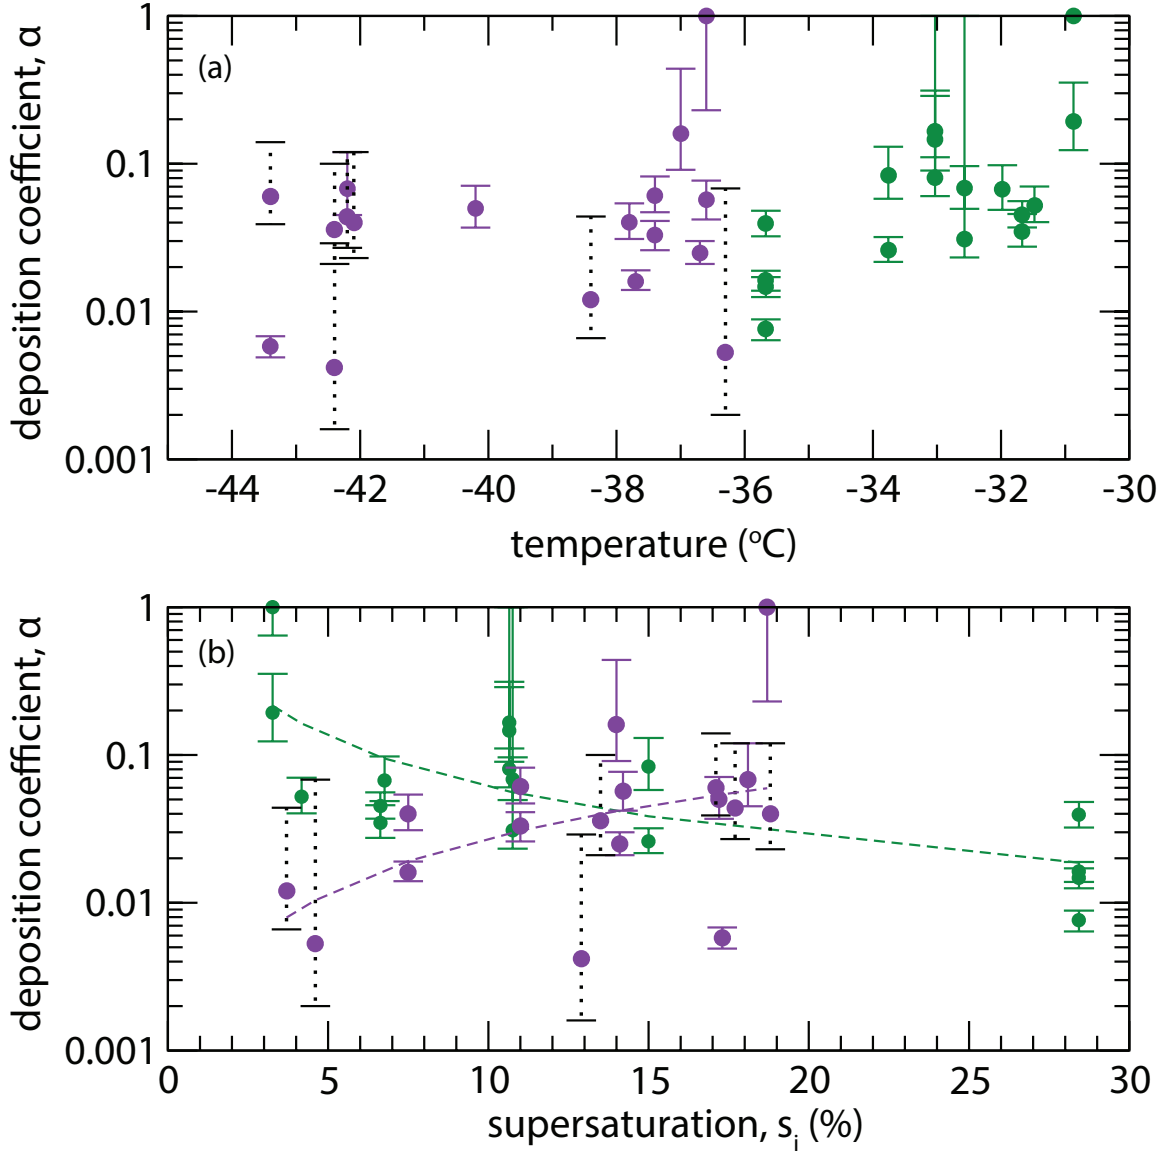 deposition coefficient, α
1
0.1
0.01
0.001
(a)
-44 -42 -40 -38 -36 -34 -32 -30
temperature (°C)
deposition coefficient, α
1
0.1
0.01
0.001
(b)
0 5 10 15 20 25 30
supersaturation, sᵢ (%)